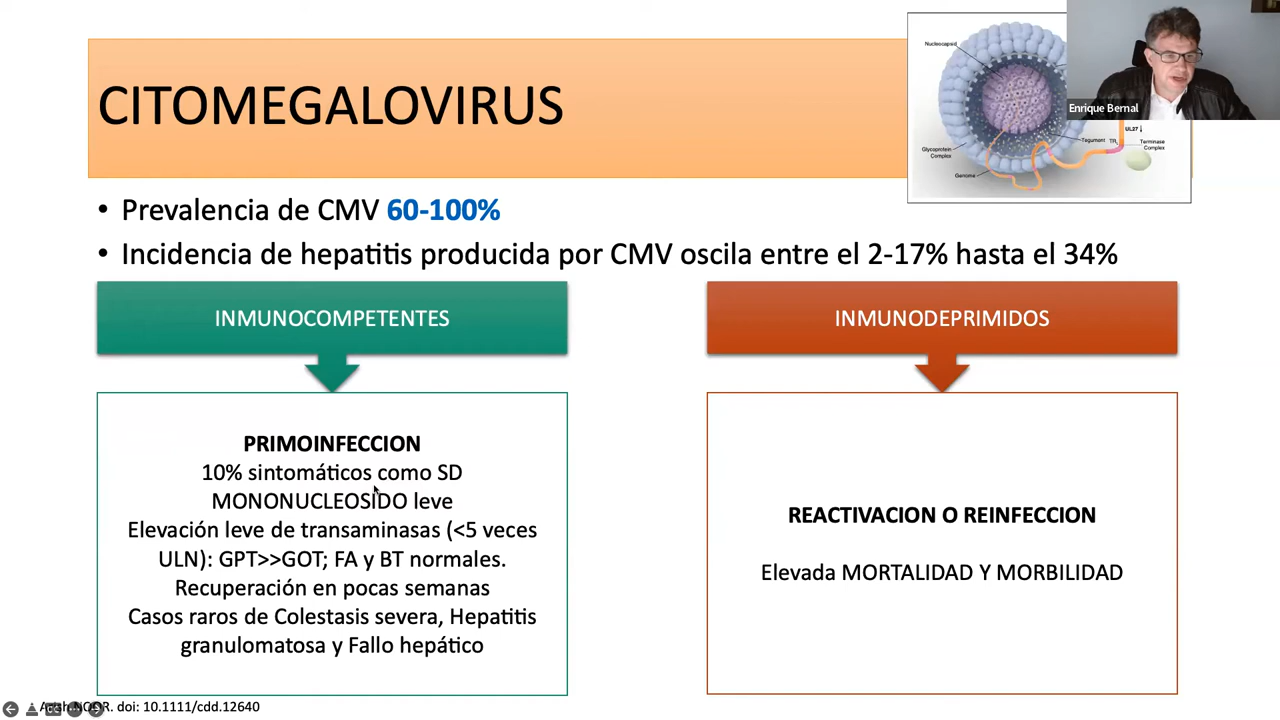 CITOMEGALOVIRUS
Nucleocapsid
Glycoprotein
Complex
Genome
Tegument
TR
UL27
Terminase
Complex
Enrique Bernal
• Prevalencia de CMV 60-100%
• Incidencia de hepatitis producida por CMV oscila entre el 2-17% hasta el 34%
INMUNOCOMPETENTES
PRIMOINFECCION
10% sintomáticos como SD
MONONUCLEOSIDO leve
Elevación leve de transaminasas (<5 veces
ULN): GPT>>GOT; FA y BT normales.
Recuperación en pocas semanas
Casos raros de Colestasis severa, Hepatitis
granulomatosa y Fallo hepático
INMUNODEPRIMIDOS
REACTIVACION O REINFECCION
Elevada MORTALIDAD Y MORBILIDAD
doi: 10.1111/cdd.12640